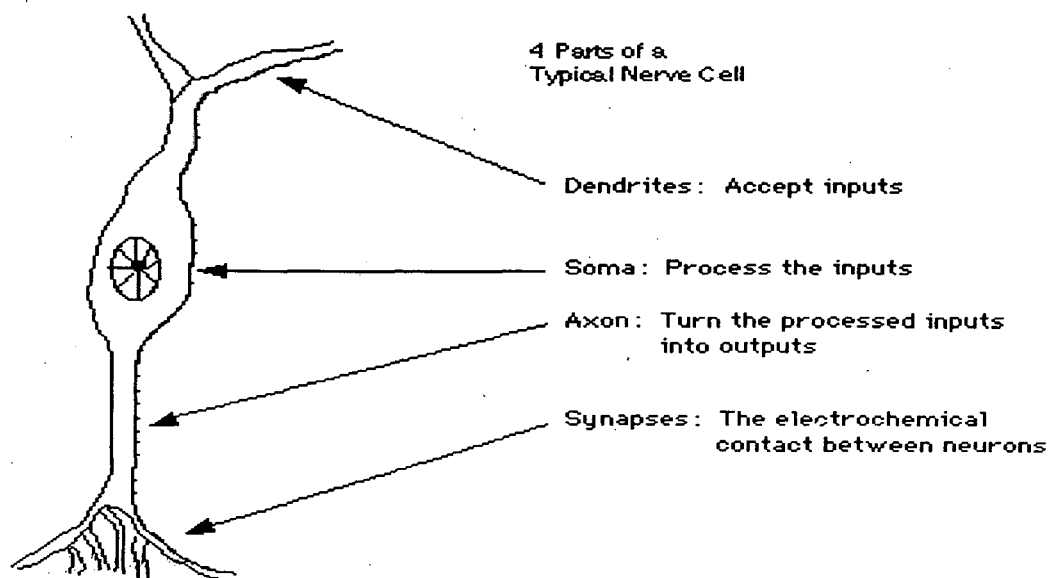 4 Parts of a
Typical Nerve Cell
Dendrites: Accept inputs
Soma: Process the inputs
Axon: Turn the processed inputs
into outputs
Synapses: The electrochemical
contact between neurons